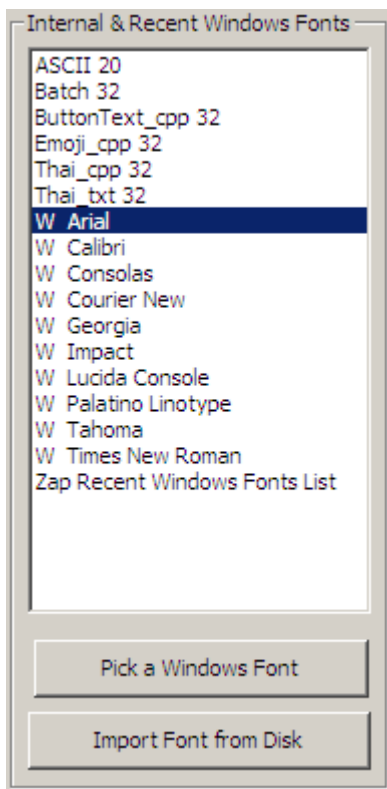 Internal & Recent Windows Fonts
ASCII 20
Batch 32
ButtonText_cpp 32
Emoji_cpp 32
Thai_cpp 32
Thai_txt 32
W Arial
W Calibri
W Consolas
W Courier New
W Georgia
W Impact
W Lucida Console
W Palatino Linotype
W Tahoma
W Times New Roman
Zap Recent Windows Fonts List
Pick a Windows Font
Import Font from Disk